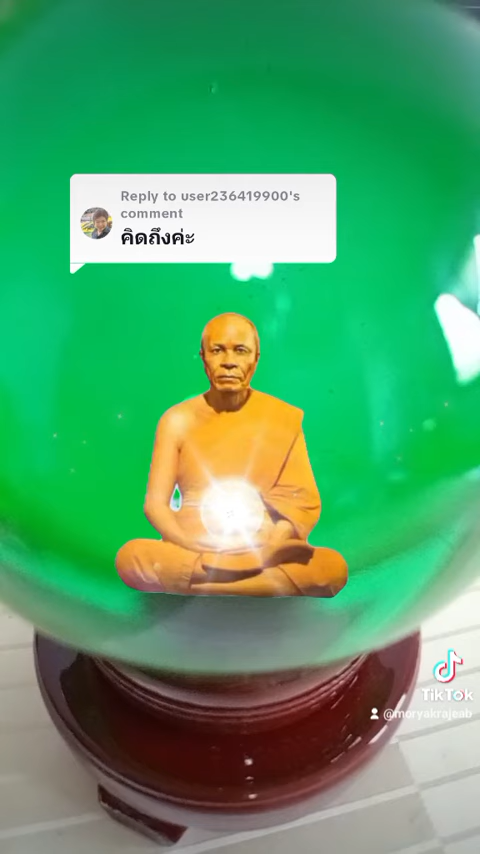 Reply to user236419900's
comment
คิดถึงค่ะ
TikTok
@moryakrajeab